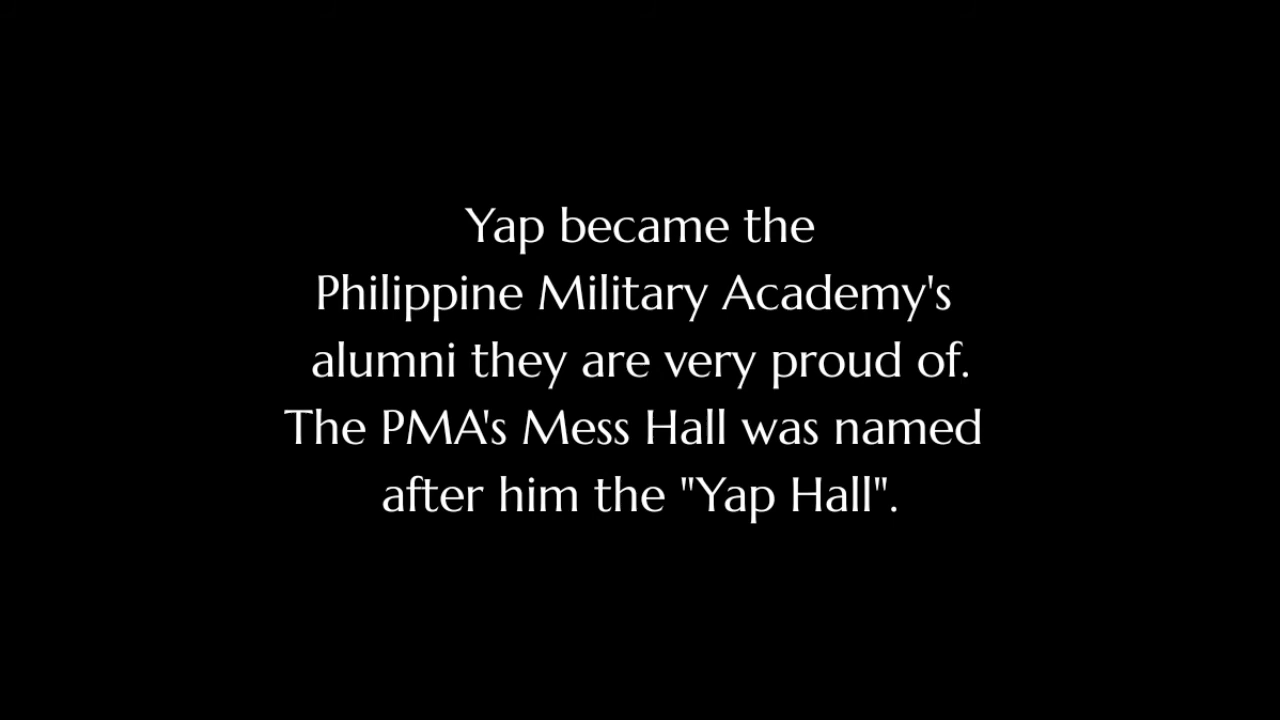 Yap became the
Philippine Military Academy's
alumni they are very proud of.
The PMA's Mess Hall was named
after him the "Yap Hall".